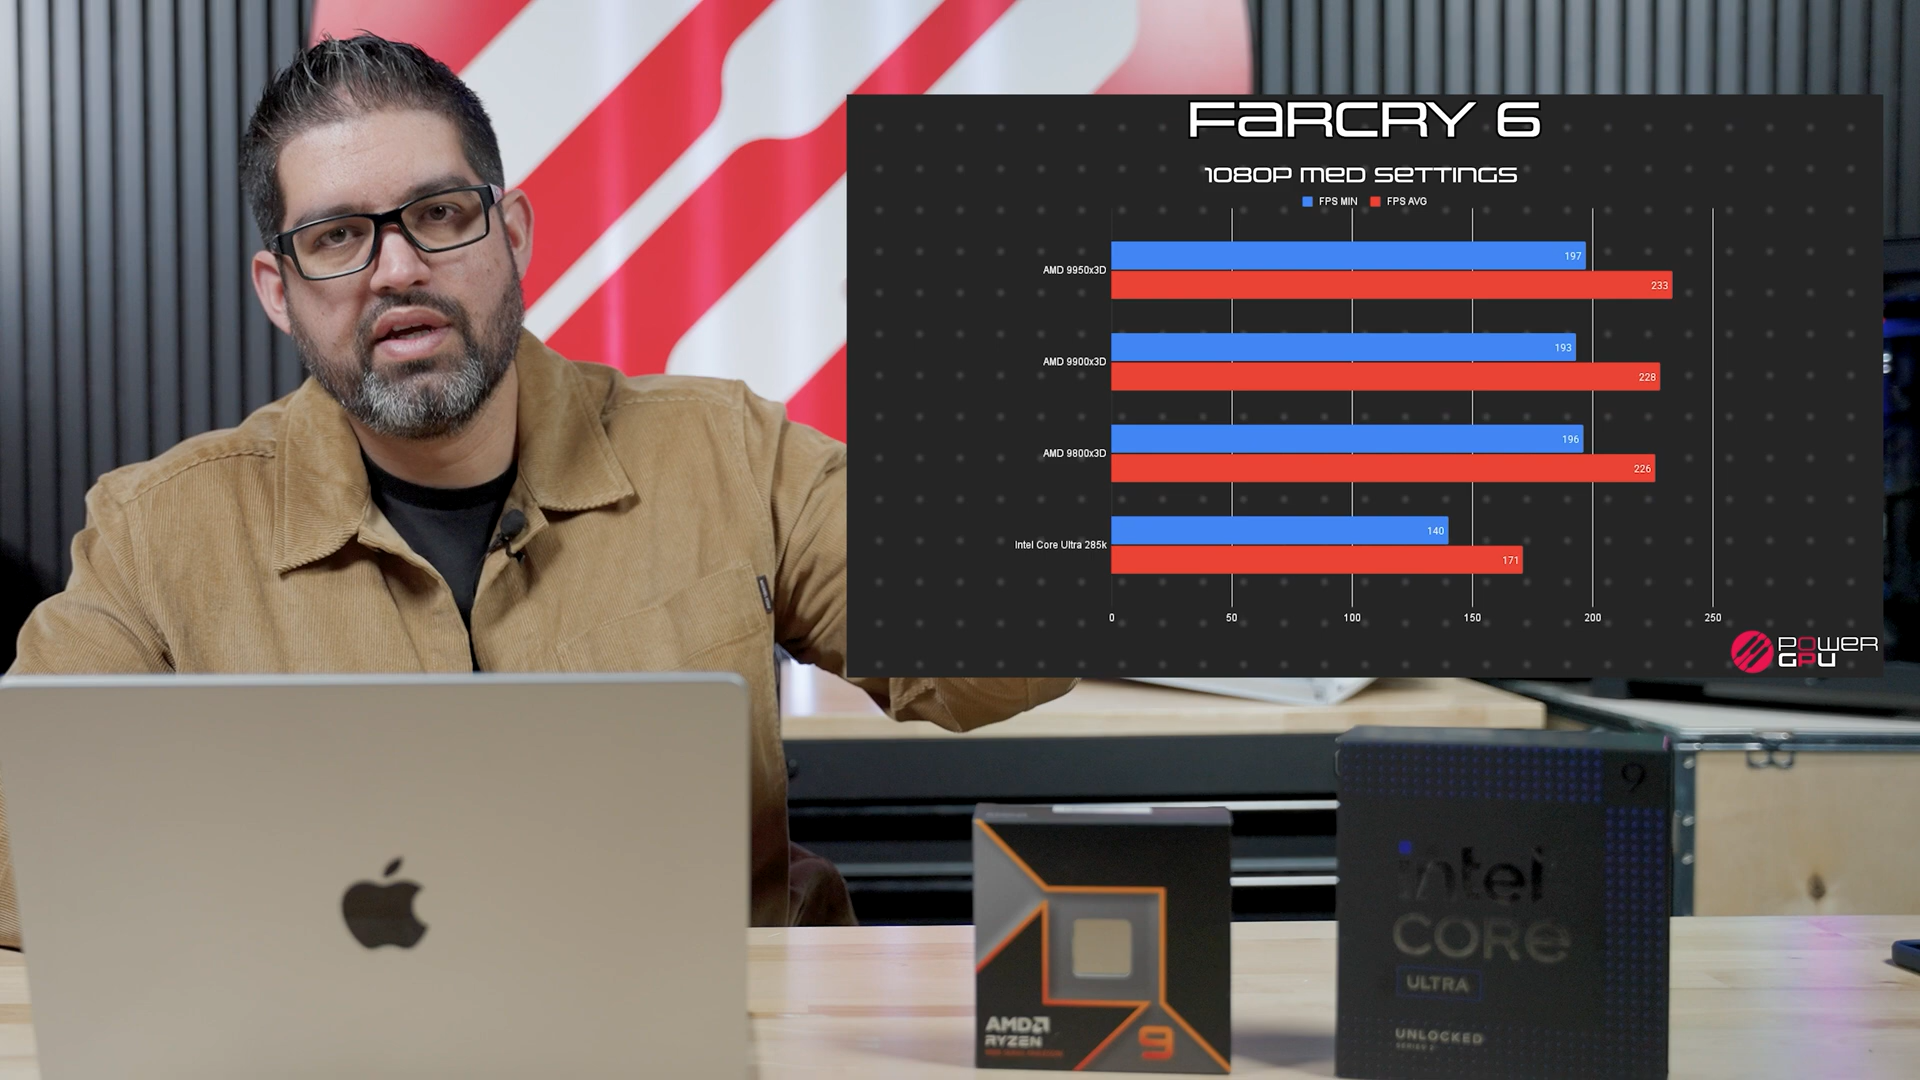 FARCRY 6
1080P MED SETTINGS
FPS MIN FPS AVG
AMD 9950x3D
197
233
AMD 9900x3D
193
228
AMD 9800x3D
196
226
Intel Core Ultra 285k
140
171
0 50 100 150 200 250
POWER
GPU
9
intel
CORE
ULTRA
UNLOCKED
AMD
RYZEN
9